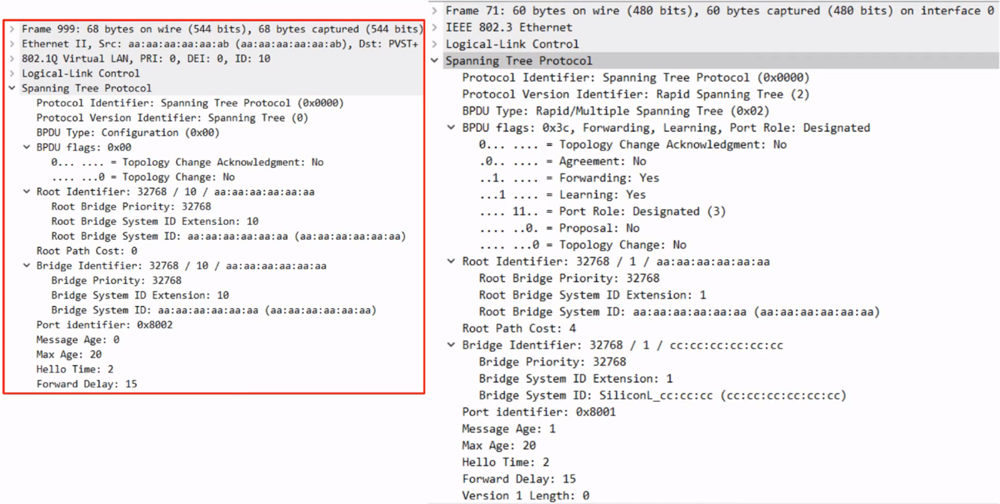 Frame 999: 68 bytes on wire (544 bits), 68 bytes captured (544 bits)
Ethernet II, Src: aa:aa:aa:aa:aa:ab (aa:aa:aa:aa:aa:ab), Dst: PVST+
802.1Q Virtual LAN, PRI: 0, DEI: 0, ID: 10
Logical-Link Control
Spanning Tree Protocol
Protocol Identifier: Spanning Tree Protocol (0x0000)
Protocol Version Identifier: Spanning Tree (0)
BPDU Type: Configuration (0x00)
BPDU flags: 0x00
0... .... = Topology Change Acknowledgment: No
.... ...0 = Topology Change: No
Root Identifier: 32768 / 10 / aa:aa:aa:aa:aa:aa
Root Bridge Priority: 32768
Root Bridge System ID Extension: 10
Root Bridge System ID: aa:aa:aa:aa:aa:aa (aa:aa:aa:aa:aa:aa)
Root Path Cost: 0
Bridge Identifier: 32768 / 10 / aa:aa:aa:aa:aa:aa
Bridge Priority: 32768
Bridge System ID Extension: 10
Bridge System ID: aa:aa:aa:aa:aa:aa (aa:aa:aa:aa:aa:aa)
Port identifier: 0x8002
Message Age: 0
Max Age: 20
Hello Time: 2
Forward Delay: 15
Frame 71: 60 bytes on wire (480 bits), 60 bytes captured (480 bits) on interface 0
IEEE 802.3 Ethernet
Logical-Link Control
Spanning Tree Protocol
Protocol Identifier: Spanning Tree Protocol (0x0000)
Protocol Version Identifier: Rapid Spanning Tree (2)
BPDU Type: Rapid/Multiple Spanning Tree (0x02)
BPDU flags: 0x3c, Forwarding, Learning, Port Role: Designated
0... .... = Topology Change Acknowledgment: No
.0.. .... = Agreement: No
..1. .... = Forwarding: Yes
...1 .... = Learning: Yes
.... 11.. = Port Role: Designated (3)
.... ..0. = Proposal: No
.... ...0 = Topology Change: No
Root Identifier: 32768 / 1 / aa:aa:aa:aa:aa:aa
Root Bridge Priority: 32768
Root Bridge System ID Extension: 1
Root Bridge System ID: aa:aa:aa:aa:aa:aa (aa:aa:aa:aa:aa:aa)
Root Path Cost: 4
Bridge Identifier: 32768 / 1 / cc:cc:cc:cc:cc:cc
Bridge Priority: 32768
Bridge System ID Extension: 1
Bridge System ID: SiliconL_cc:cc:cc (cc:cc:cc:cc:cc:cc)
Port identifier: 0x8001
Message Age: 1
Max Age: 20
Hello Time: 2
Forward Delay: 15
Version 1 Length: 0